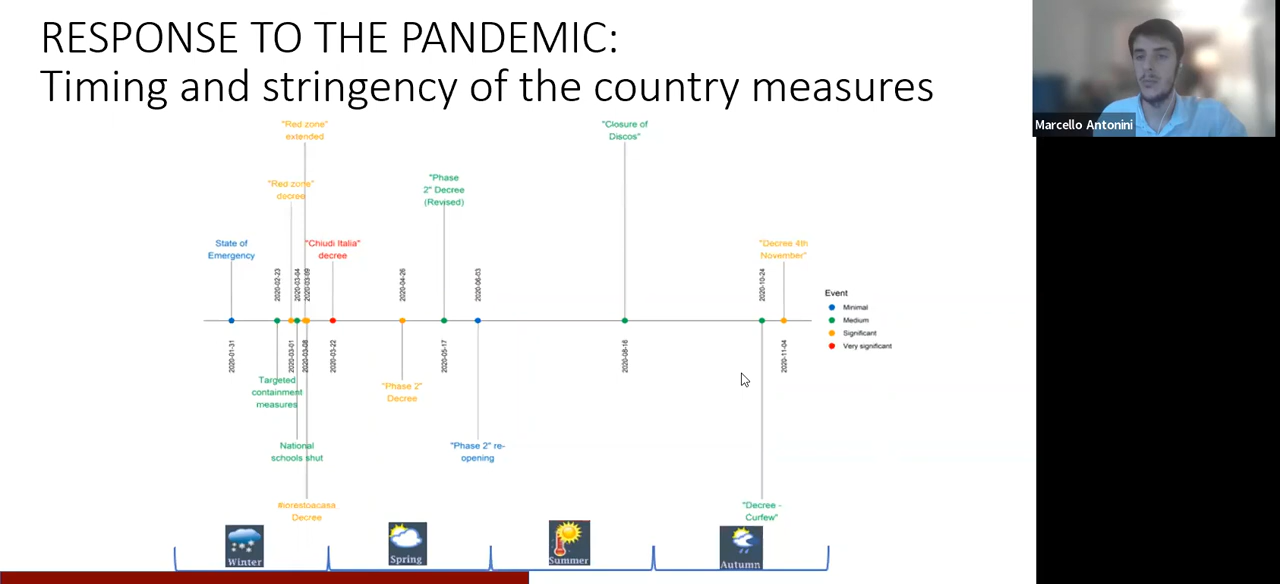 RESPONSE TO THE PANDEMIC:
Timing and stringency of the country measures
Marcello Antonini
"Red zone"
extended
"Closure of
Discos"
"Red zone"
decree
"Phase
2" Decree
(Revised)
State of
Emergency
"Chiudi Italia"
decree
"Decree 4th
November"
2020-02-23
2020-03-04
2020-03-09
2020-04-26
2020-06-03
2020-10-24
Event
Minimal
Medium
Significant
Very significant
2020-01-31
2020-03-01
2020-03-08
2020-03-22
2020-05-17
2020-08-16
2020-11-04
Targeted
containment
measures
"Phase 2"
Decree
National
schools shut
"Phase 2" re-
opening
#iorestoacasa
Decree
"Decree -
Curfew"
Winter
Spring
Summer
Autumn